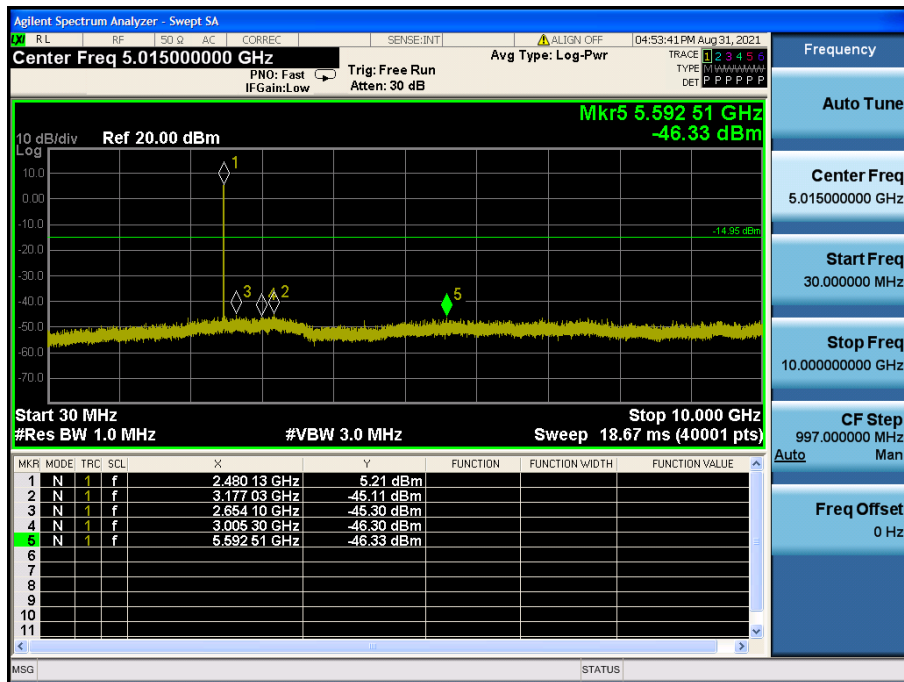 Agilent Spectrum Analyzer - Swept SA
LXI RL RF 50 Ω AC CORREC SENSE:INT ALIGN OFF 04:53:41 PM Aug 31, 2021
Center Freq 5.015000000 GHz
PNO: Fast
IFGain:Low
Trig: Free Run
Atten: 30 dB
Avg Type: Log-Pwr
TRACE 1 2 3 4 5 6
TYPE M WWWWW
DET P P P P P P
Mkr5 5.592 51 GHz
-46.33 dBm
10 dB/div Ref 20.00 dBm
Log
10.0
0.00
-10.0
-20.0
-30.0
-40.0
-50.0
-60.0
-70.0
-14.95 dBm
1
3 4 2
5
Start 30 MHz Stop 10.000 GHz
#Res BW 1.0 MHz #VBW 3.0 MHz Sweep 18.67 ms (40001 pts)
MKR MODE TRC SCL X Y FUNCTION FUNCTION WIDTH FUNCTION VALUE
1 N 1 f 2.480 13 GHz 5.21 dBm
2 N 1 f 3.177 03 GHz -45.11 dBm
3 N 1 f 2.654 10 GHz -45.30 dBm
4 N 1 f 3.005 30 GHz -46.30 dBm
5 N 1 f 5.592 51 GHz -46.33 dBm
6
7
8
9
10
11
MSG STATUS
Frequency
Auto Tune
Center Freq
5.015000000 GHz
Start Freq
30.000000 MHz
Stop Freq
10.000000000 GHz
CF Step
997.000000 MHz
Auto Man
Freq Offset
0 Hz